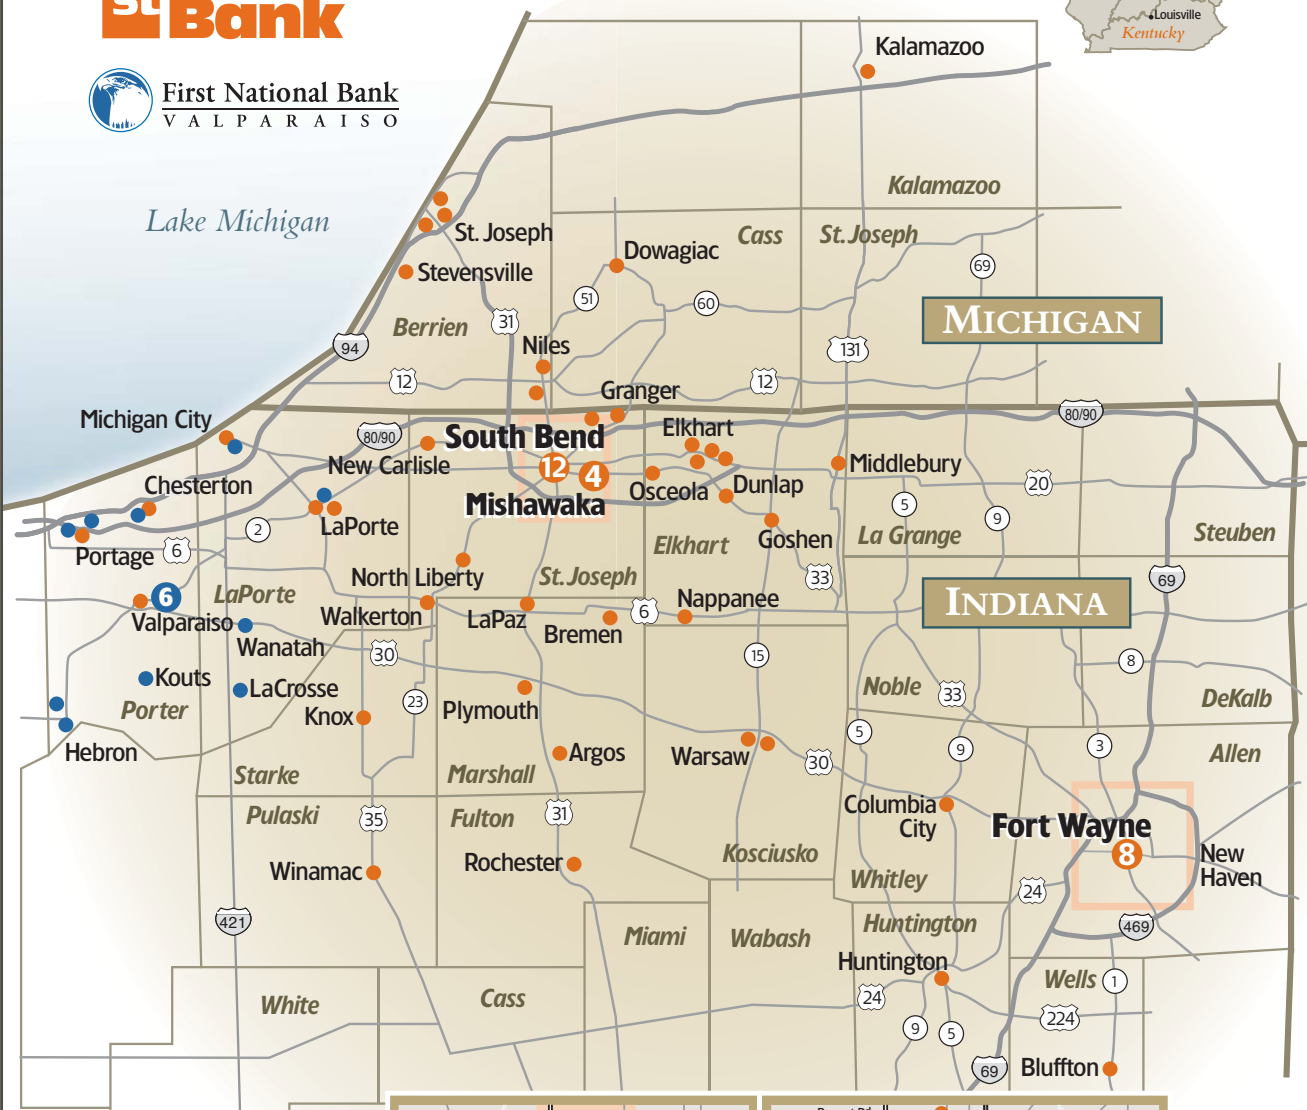 St
Bank
First National Bank
VALPARAISO
Louisville
Kentucky
Kalamazoo
Kalamazoo
Lake Michigan
St. Joseph
Stevensville
Dowagiac
Cass
St. Joseph
69
51
60
MICHIGAN
Berrien
31
94
Niles
131
12
12
Granger
Michigan City
80/90
80/90
South Bend
Elkhart
New Carlisle
12
4
Middlebury
Chesterton
Osceola
Dunlap
20
Mishawaka
5
9
LaPorte
2
Goshen
La Grange
Steuben
Portage
6
Elkhart
North Liberty
St. Joseph
33
69
6
LaPorte
INDIANA
Valparaiso
Walkerton
LaPaz
6
Nappanee
Bremen
Wanatah
30
15
8
Kouts
LaCrosse
Noble
33
DeKalb
Porter
Knox
23
Plymouth
5
9
3
Hebron
Argos
Warsaw
30
Allen
Starke
Marshall
Pulaski
35
Fulton
31
Columbia
City
Fort Wayne
8
New
Haven
Kosciusko
Winamac
Rochester
Whitley
24
421
Miami
Wabash
Huntington
469
Huntington
White
Cass
24
Wells
1
9
5
224
69
Bluffton